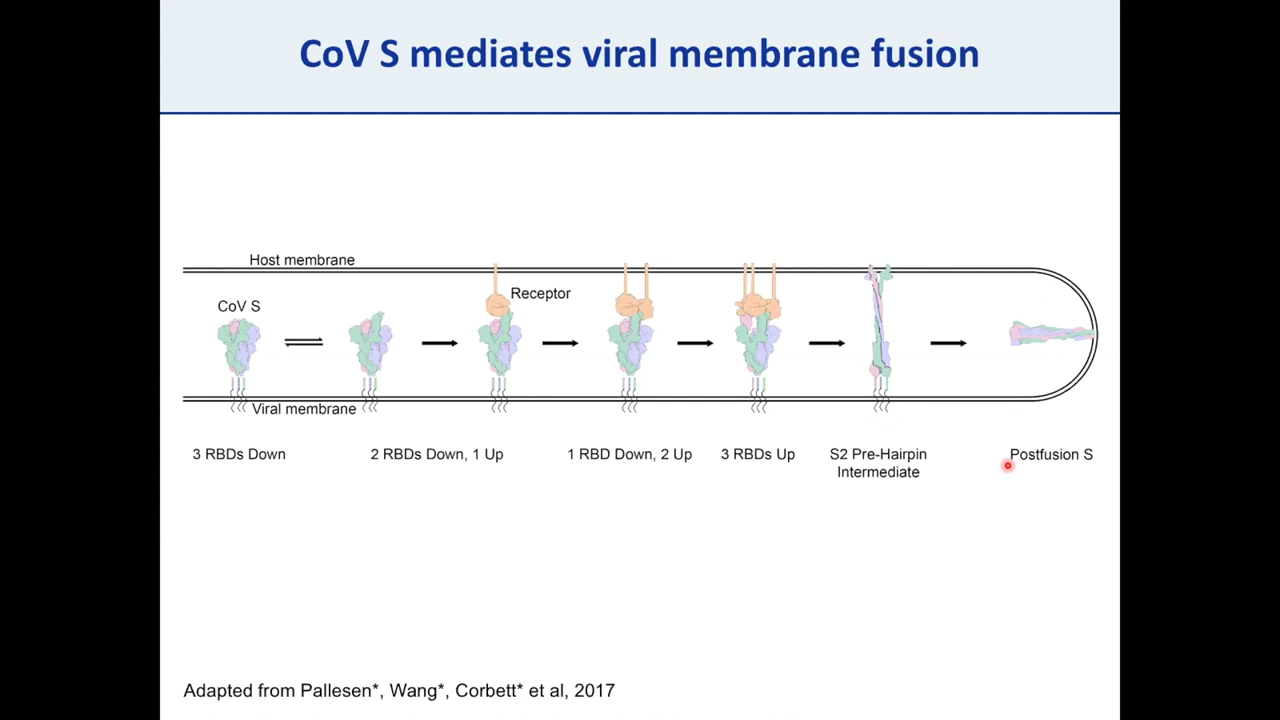 CoV S mediates viral membrane fusion
Host membrane
CoV S
Receptor
Viral membrane
3 RBDs Down
2 RBDs Down, 1 Up
1 RBD Down, 2 Up
3 RBDs Up
S2 Pre-Hairpin
Intermediate
Postfusion S
Adapted from Pallesen*, Wang*, Corbett* et al, 2017